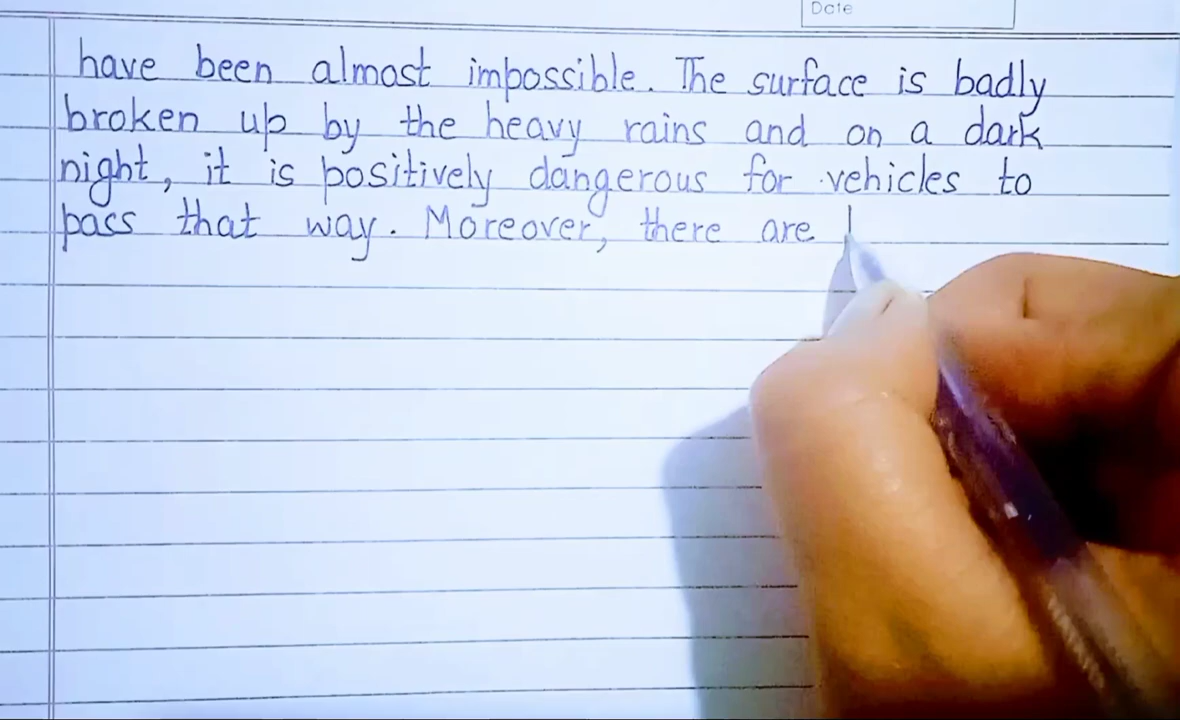 Date
have been almost impossible. The surface is badly
broken up by the heavy rains and on a dark
night, it is positively dangerous for vehicles to
pass that way. Moreover, there are